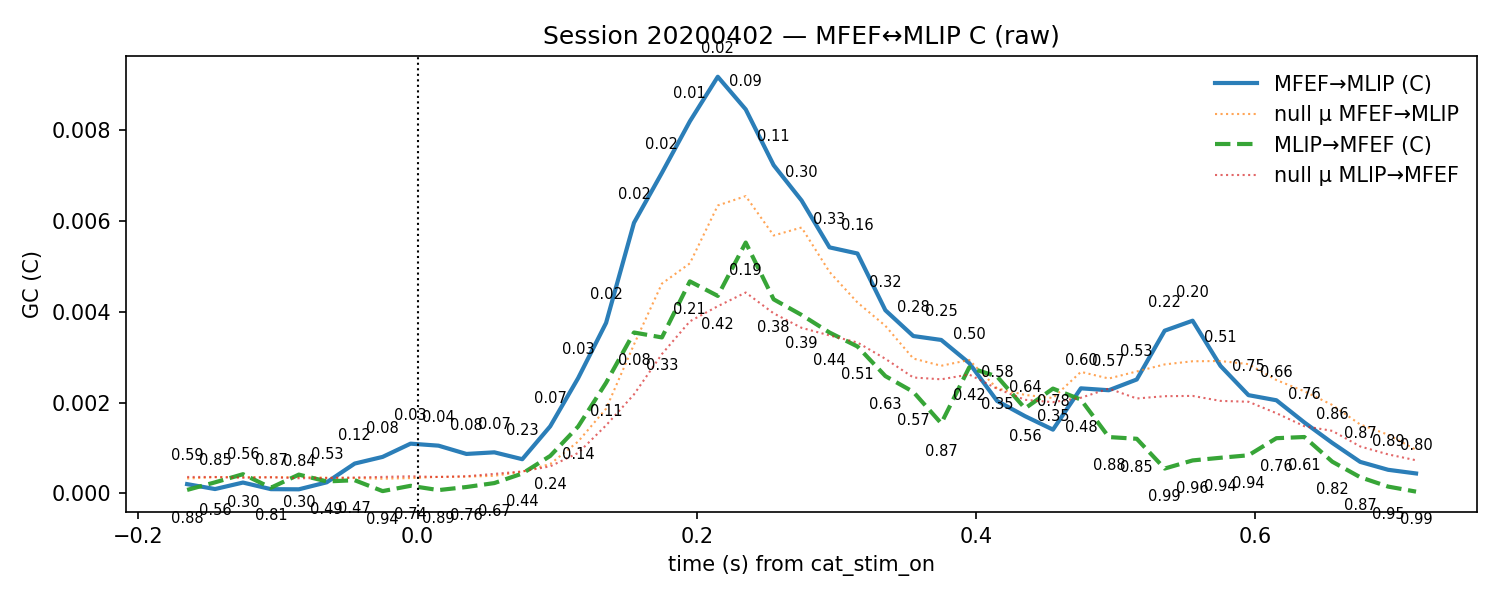 Session 20200402 — MFEF↔MLIP C (raw)
GC (C)
0.008
0.006
0.004
0.002
0.000
MFEF→MLIP (C)
null μ MFEF→MLIP
MLIP→MFEF (C)
null μ MLIP→MFEF
0.59 0.85 0.56 0.87 0.84 0.53 0.12 0.08 0.03 0.04 0.08 0.07 0.23 0.07 0.03 0.02 0.02 0.02 0.01 0.02 0.09 0.11 0.30 0.33 0.16 0.32 0.28 0.25 0.50 0.58 0.64 0.78 0.60 0.57 0.53 0.22 0.20 0.51 0.75 0.66 0.76 0.86 0.87 0.89 0.80
0.88 0.56 0.30 0.81 0.30 0.49 0.47 0.94 0.74 0.89 0.76 0.67 0.44 0.24 0.14 0.11 0.08 0.33 0.21 0.42 0.19 0.38 0.39 0.44 0.51 0.63 0.57 0.87 0.42 0.35 0.56 0.35 0.48 0.88 0.85 0.99 0.96 0.94 0.94 0.76 0.61 0.82 0.87 0.95 0.99
−0.2 0.0 0.2 0.4 0.6
time (s) from cat_stim_on